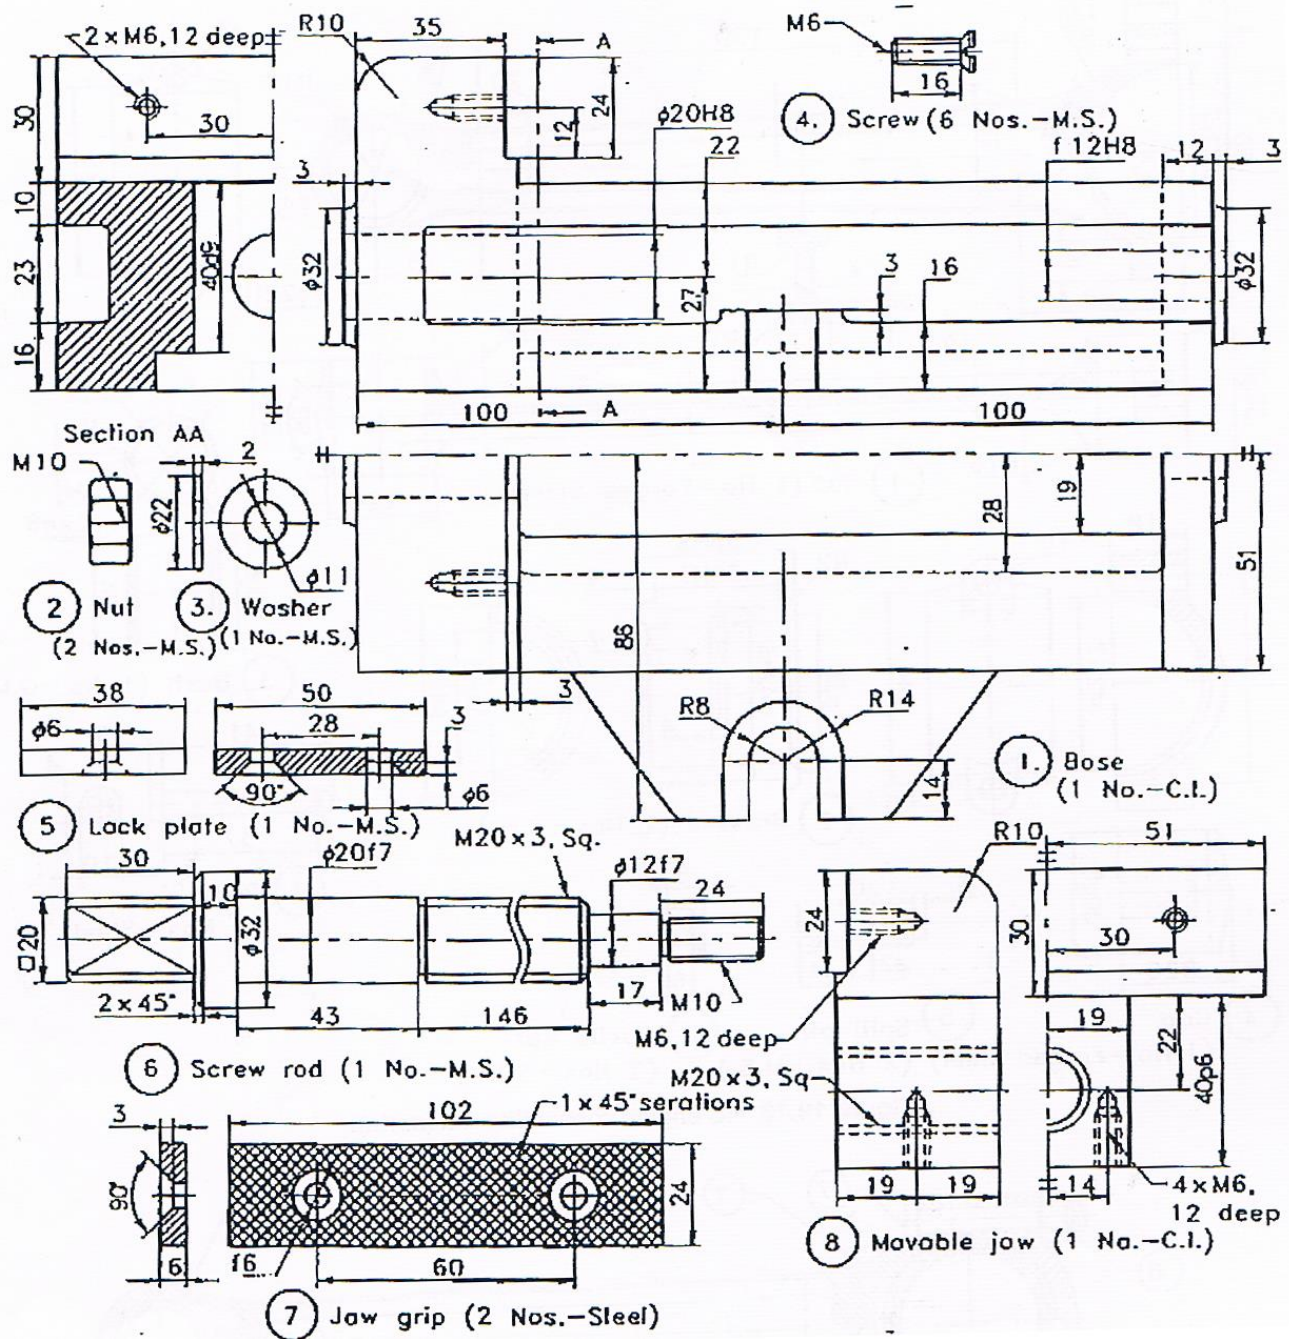 2×M6,12 deep
R10
35
A
M6
16
4. Screw (6 Nos.-M.S.)
30
30
24
12
φ20H8
22
f 12H8
12
3
10
23
16
40d9
3
φ32
27
3
16
φ32
100
A
100
Section AA
M10
2
φ22
φ11
2 Nut
(2 Nos.-M.S.)
3. Washer
(1 No.-M.S.)
28
19
51
86
3
R8
R14
14
1. Bose
(1 No.-C.I.)
38
φ6
50
28
3
90°
φ6
5 Lack plate (1 No.-M.S.)
30
10
φ20f7
M20×3, Sq.
φ12f7
24
□20
φ32
2×45°
43
146
17
M10
6 Screw rod (1 No.-M.S.)
R10
51
24
30
30
M6,12 deep
19
22
40p6
M20×3, Sq
19
19
14
4×M6,
12 deep
8 Movable jow (1 Na.-C.I.)
3
102
1×45° serations
90°
24
6
f6
60
7 Jaw grip (2 Nos.-Steel)